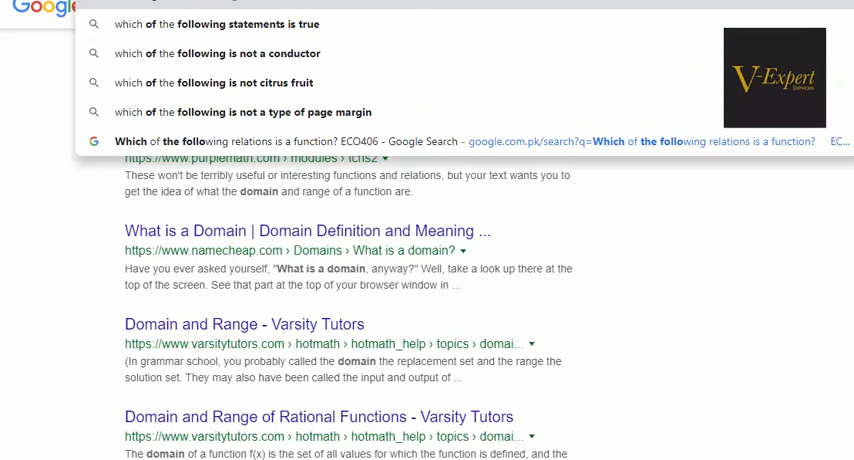 Google
which of the following statements is true
which of the following is not a conductor
which of the following is not citrus fruit
which of the following is not a type of page margin
Which of the following relations is a function? ECO406 - Google Search - google.com.pk/search?q=Which of the following relations is a function? EC...
V-Expert
Services
https://www.purplemath.com › modules › fcns2
These won't be terribly useful or interesting functions and relations, but your text wants you to
get the idea of what the domain and range of a function are.
What is a Domain | Domain Definition and Meaning ...
https://www.namecheap.com › Domains › What is a domain?
Have you ever asked yourself, "What is a domain, anyway?" Well, take a look up there at the
top of the screen. See that part at the top of your browser window in ...
Domain and Range - Varsity Tutors
https://www.varsitytutors.com › hotmath › hotmath_help › topics › domai...
(In grammar school, you probably called the domain the replacement set and the range the
solution set. They may also have been called the input and output of ...
Domain and Range of Rational Functions - Varsity Tutors
https://www.varsitytutors.com › hotmath › hotmath_help › topics › domai...
The domain of a function f(x) is the set of all values for which the function is defined, and the